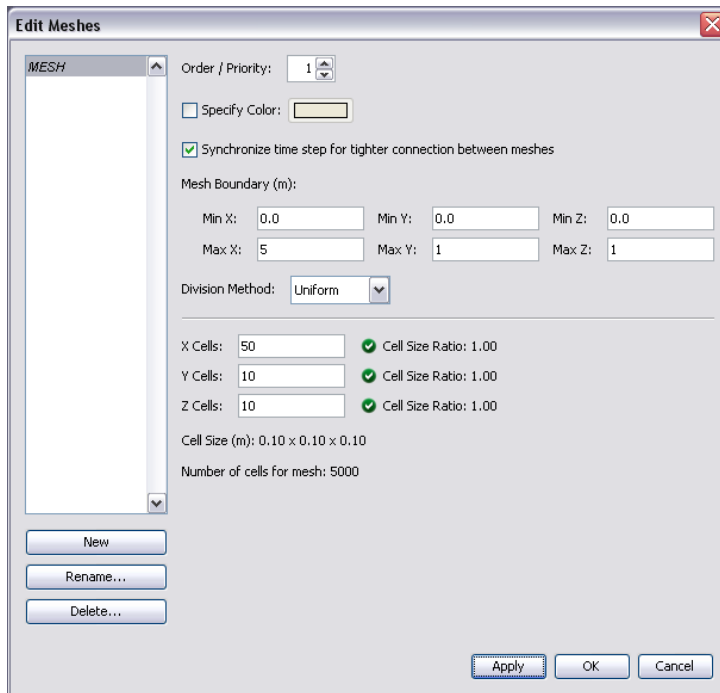 Edit Meshes
MESH
Order / Priority: 1
Specify Color:
Synchronize time step for tighter connection between meshes
Mesh Boundary (m):
Min X: 0.0 Min Y: 0.0 Min Z: 0.0
Max X: 5 Max Y: 1 Max Z: 1
Division Method: Uniform
X Cells: 50 Cell Size Ratio: 1.00
Y Cells: 10 Cell Size Ratio: 1.00
Z Cells: 10 Cell Size Ratio: 1.00
Cell Size (m): 0.10 x 0.10 x 0.10
Number of cells for mesh: 5000
New
Rename...
Delete...
Apply OK Cancel